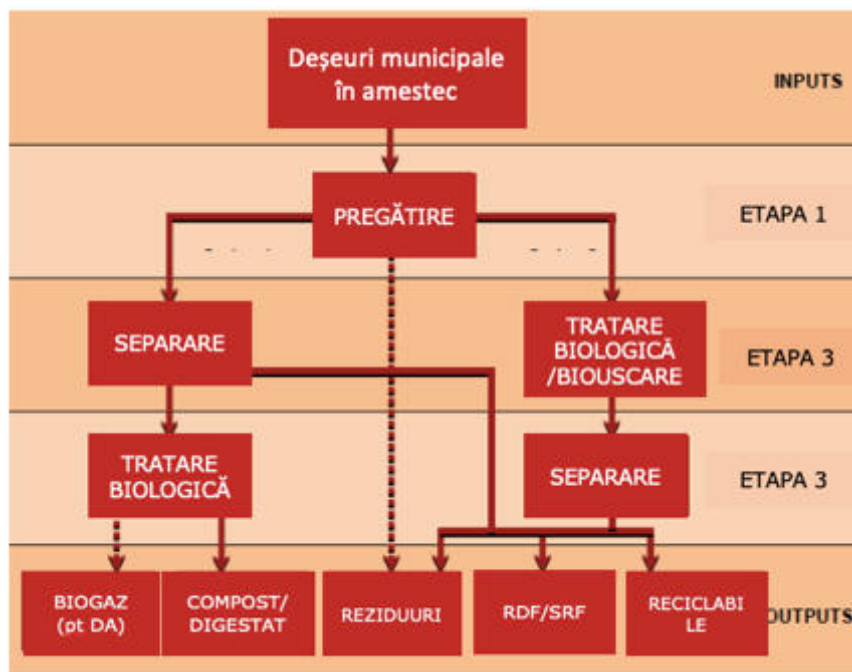 Deșeuri municipale
în amestec
INPUTS
PREGĂTIRE
ETAPA 1
SEPARARE
TRATARE
BIOLOGICĂ
/BIOUSCARE
ETAPA 3
TRATARE
BIOLOGICĂ
SEPARARE
ETAPA 3
BIOGAZ
(pt DA)
COMPOST/
DIGESTAT
REZIDUURI
RDF/SRF
RECICLABI
LE
OUTPUTS